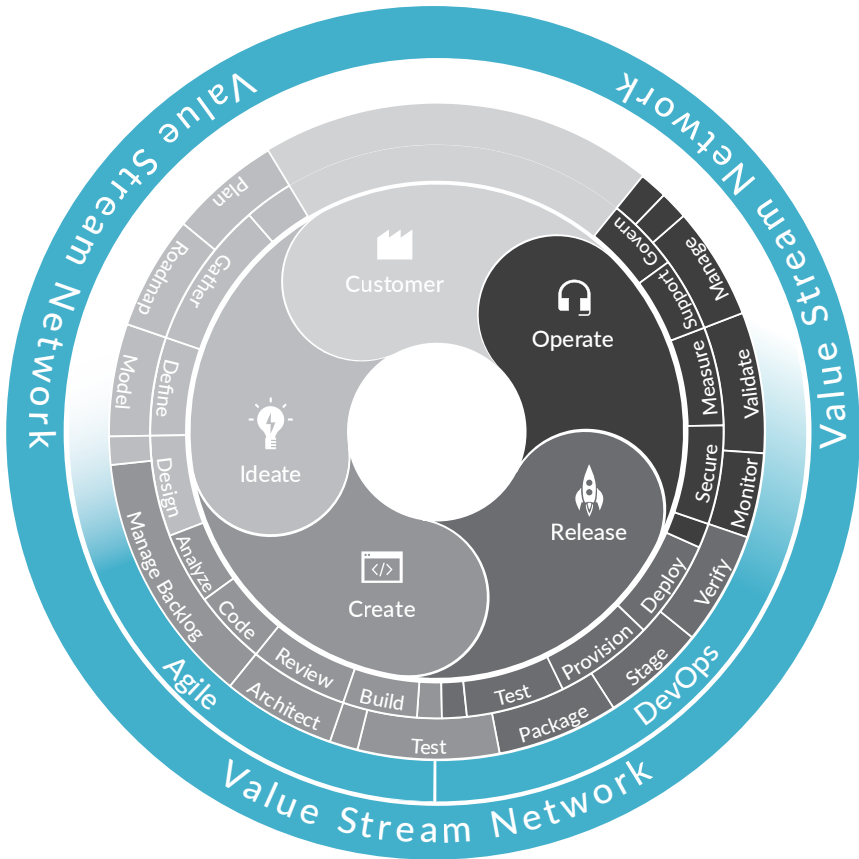 Value Stream Network
Value Stream Network
Value Stream Network
Agile
DevOps
Customer
Operate
Release
Create
</>
Ideate
Plan
Roadmap
Model
Manage Backlog
Architect
Test
Package
Stage
Verify
Monitor
Validate
Manage
Gather
Define
Design
Analyze
Code
Review
Build
Test
Provision
Deploy
Secure
Measure
Support
Govern